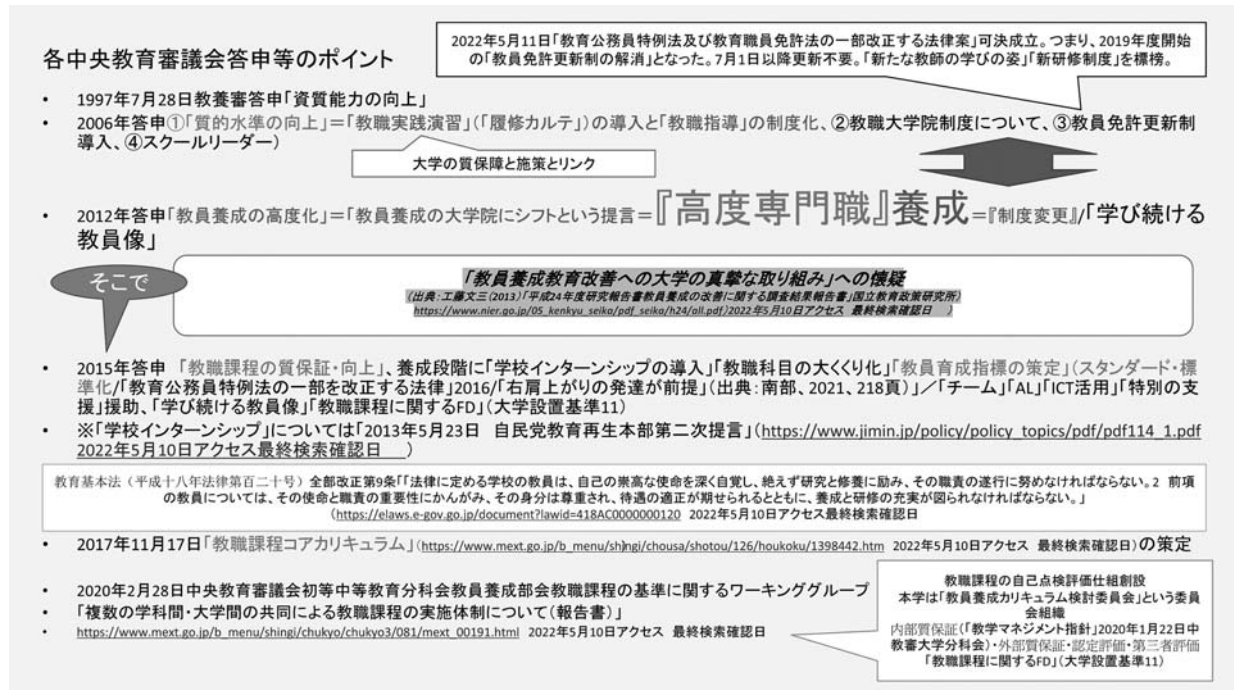 各中央教育審議会答申等のポイント
2022年5月11日「教育公務員特例法及び教育職員免許法の一部改正する法律案」可決成立。つまり、2019年度開始
の「教員免許更新制の解消」となった。7月1日以降更新不要。「新たな教師の学びの姿」「新研修制度」を標榜。
• 1997年7月28日教養審答申「資質能力の向上」
• 2006年答申①「質的水準の向上」＝「教職実践演習」（「履修カルテ」）の導入と「教職指導」の制度化、②教職大学院制度について、③教員免許更新制
導入、④スクールリーダー）
大学の質保障と施策とリンク
• 2012年答申「教員養成の高度化」＝「教員養成の大学院にシフトという提言＝『高度専門職』養成＝『制度変更』/「学び続ける
教員像」
そこで
「教員養成教育改善への大学の真摯な取り組み」への懐疑
（出典：工藤文三(2013)「平成24年度研究報告書教員養成の改善に関する調査結果報告書」国立教育政策研究所）
https://www.nier.go.jp/05_kenkyu_seika/pdf_seika/h24/all.pdf)2022年5月10日アクセス 最終検索確認日 ）
• 2015年答申 「教職課程の質保証・向上」、養成段階に「学校インターンシップの導入」「教職科目の大くくり化」「教員育成指標の策定」（スタンダード・標
準化/「教育公務員特例法の一部を改正する法律」2016/「右肩上がりの発達が前提」（出典：南部、2021、218頁）／「チーム」「AL」「ICT活用」「特別の支
援」援助、「学び続ける教員像」「教職課程に関するFD」（大学設置基準11）
• ※「学校インターンシップ」については「2013年5月23日 自民党教育再生本部第二次提言」（https://www.jimin.jp/policy/policy_topics/pdf/pdf114_1.pdf
2022年5月10日アクセス最終検索確認日 ）
教育基本法（平成十八年法律第百二十号）全部改正第9条「「法律に定める学校の教員は、自己の崇高な使命を深く自覚し、絶えず研究と修養に励み、その職責の遂行に努めなければならない。2 前項
の教員については、その使命と職責の重要性にかんがみ、その身分は尊重され、待遇の適正が期せられるとともに、養成と研修の充実が図られなければならない。」
（https://elaws.e-gov.go.jp/document?lawid=418AC0000000120 2022年5月10日アクセス最終検索確認日
• 2017年11月17日「教職課程コアカリキュラム」（https://www.mext.go.jp/b_menu/shingi/chousa/shotou/126/houkoku/1398442.htm 2022年5月10日アクセス 最終検索確認日）の策定
• 2020年2月28日中央教育審議会初等中等教育分科会教員養成部会教職課程の基準に関するワーキンググループ
• 「複数の学科間・大学間の共同による教職課程の実施体制について（報告書）」
• https://www.mext.go.jp/b_menu/shingi/chukyo/chukyo3/081/mext_00191.html 2022年5月10日アクセス 最終検索確認日
教職課程の自己点検評価仕組創設
本学は「教員養成カリキュラム検討委員会」という委員
会組織
内部質保証（「教学マネジメント指針」2020年1月22日中
教審大学分科会）・外部質保証・認定評価・第三者評価
「教職課程に関するFD」（大学設置基準11）